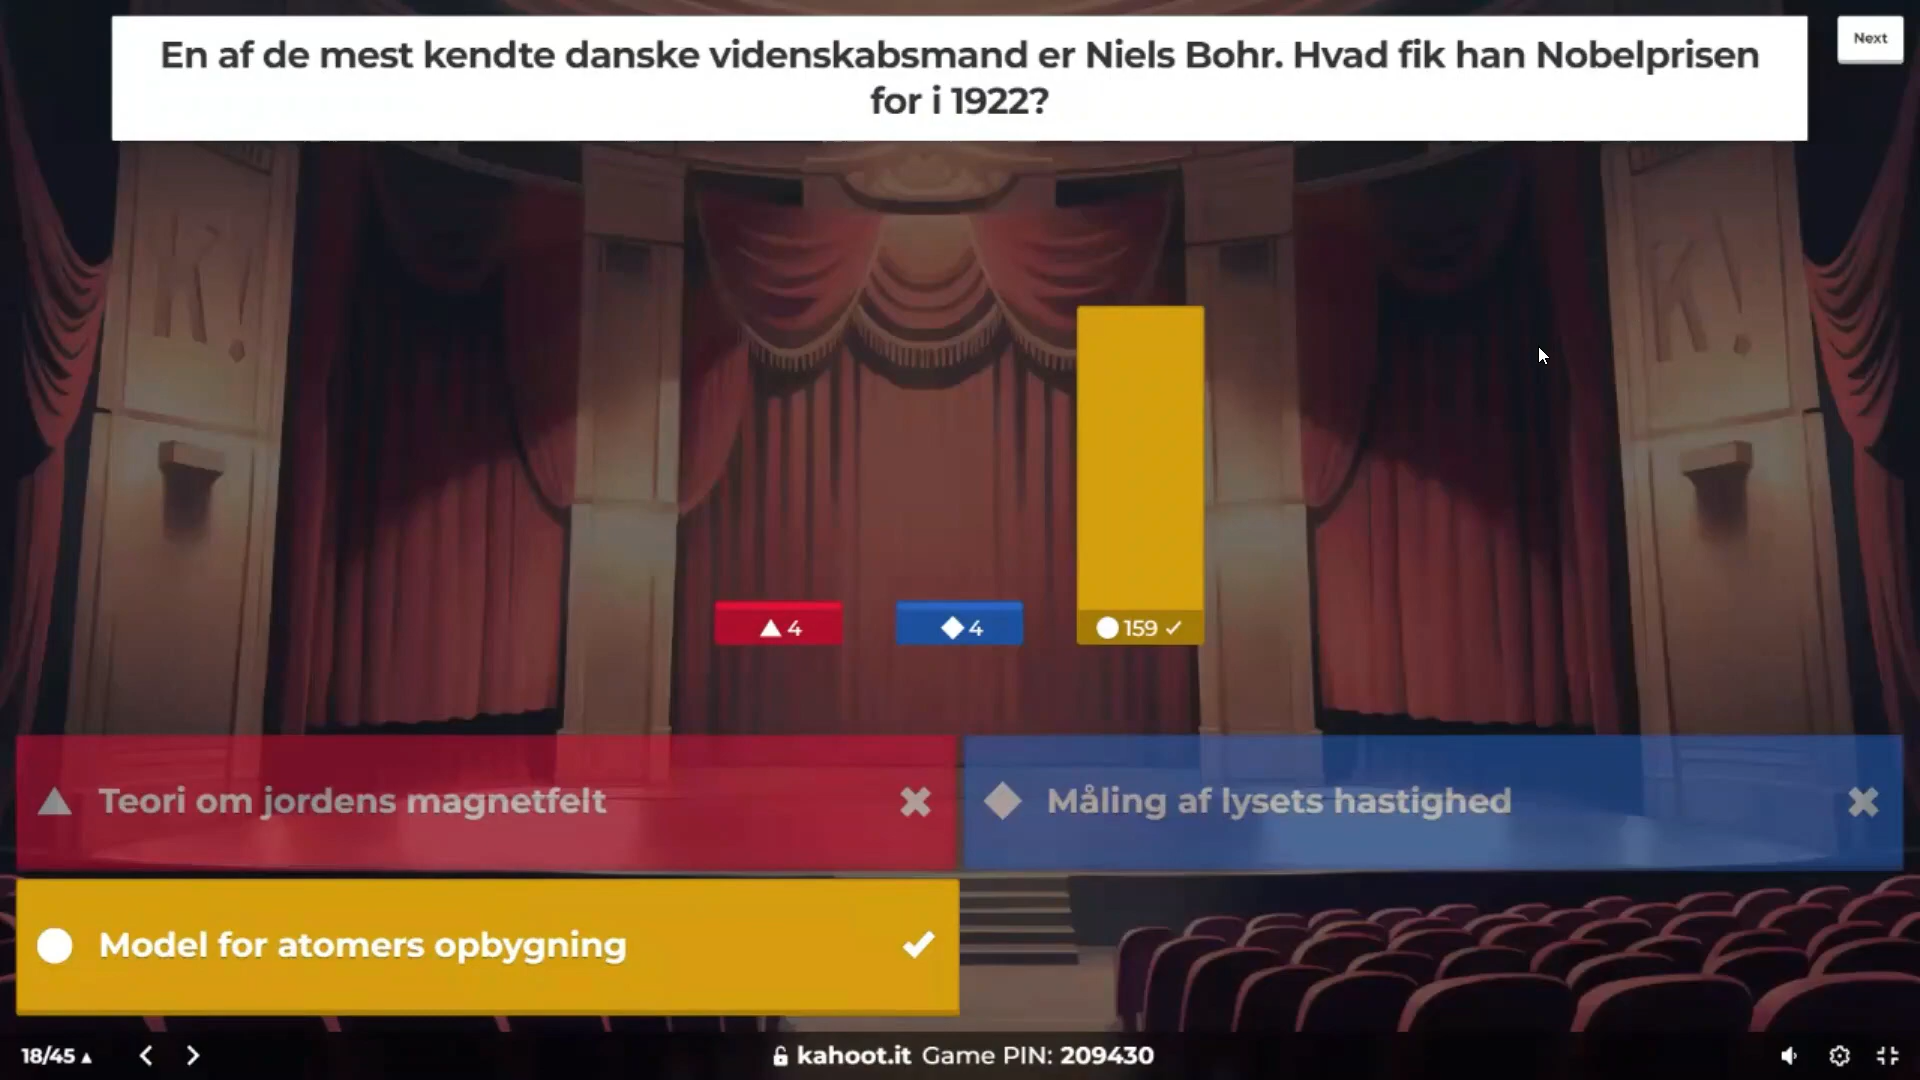 En af de mest kendte danske videnskabsmand er Niels Bohr. Hvad fik han Nobelprisen
for i 1922?
Next
K!
K!
4
4
159
Teori om jordens magnetfelt
Måling af lysets hastighed
Model for atomers opbygning
18/45
kahoot.it Game PIN: 209430